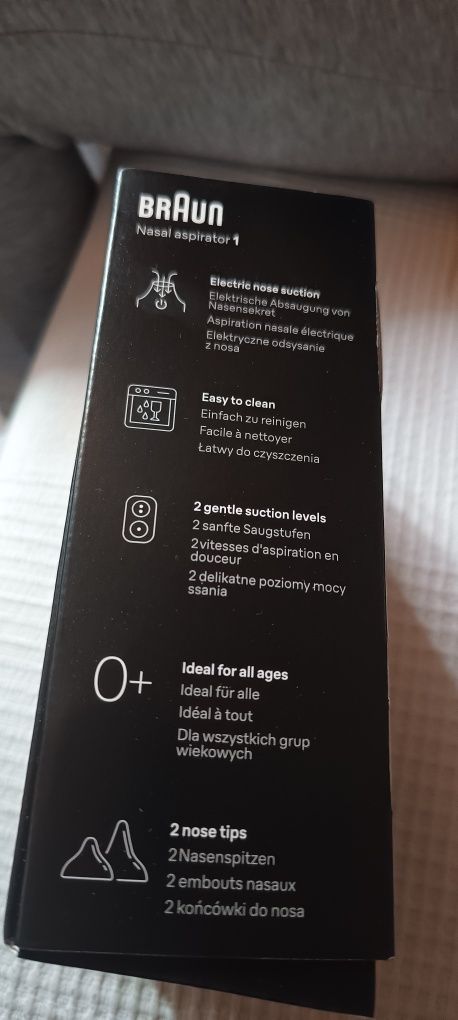 BRAUN
Nasal aspirator 1
Electric nose suction
Elektrische Absaugung von
Nasensekret
Aspiration nasale électrique
Elektryczne odsysanie
z nosa
Easy to clean
Einfach zu reinigen
Facile à nettoyer
Łatwy do czyszczenia
2 gentle suction levels
2 sanfte Saugstufen
2 vitesses d'aspiration en
douceur
2 delikatne poziomy mocy
ssania
0+
Ideal for all ages
Ideal für alle
Idéal à tout
Dla wszystkich grup
wiekowych
2 nose tips
2 Nasenspitzen
2 embouts nasaux
2 końcówki do nosa